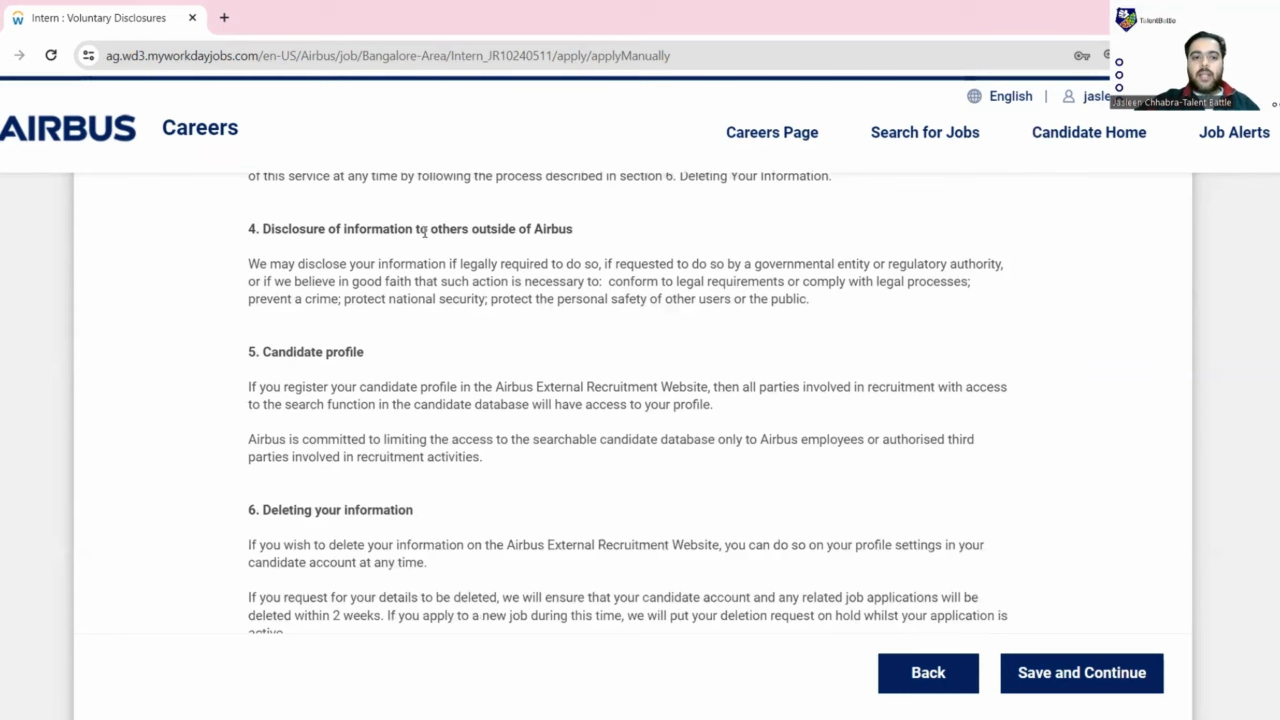 Intern : Voluntary Disclosures
TalentBattle
ag.wd3.myworkdayjobs.com/en-US/Airbus/job/Bangalore-Area/Intern_JR10240511/apply/applyManually
Jasleen Chhabra-Talent Battle
English | jasle
AIRBUS Careers
Careers Page Search for Jobs Candidate Home Job Alerts
of this service at any time by following the process described in section 6. Deleting Your Information.
4. Disclosure of information to others outside of Airbus
We may disclose your information if legally required to do so, if requested to do so by a governmental entity or regulatory authority,
or if we believe in good faith that such action is necessary to: conform to legal requirements or comply with legal processes;
prevent a crime; protect national security; protect the personal safety of other users or the public.
5. Candidate profile
If you register your candidate profile in the Airbus External Recruitment Website, then all parties involved in recruitment with access
to the search function in the candidate database will have access to your profile.
Airbus is committed to limiting the access to the searchable candidate database only to Airbus employees or authorised third
parties involved in recruitment activities.
6. Deleting your information
If you wish to delete your information on the Airbus External Recruitment Website, you can do so on your profile settings in your
candidate account at any time.
If you request for your details to be deleted, we will ensure that your candidate account and any related job applications will be
deleted within 2 weeks. If you apply to a new job during this time, we will put your deletion request on hold whilst your application is
active.
Back Save and Continue